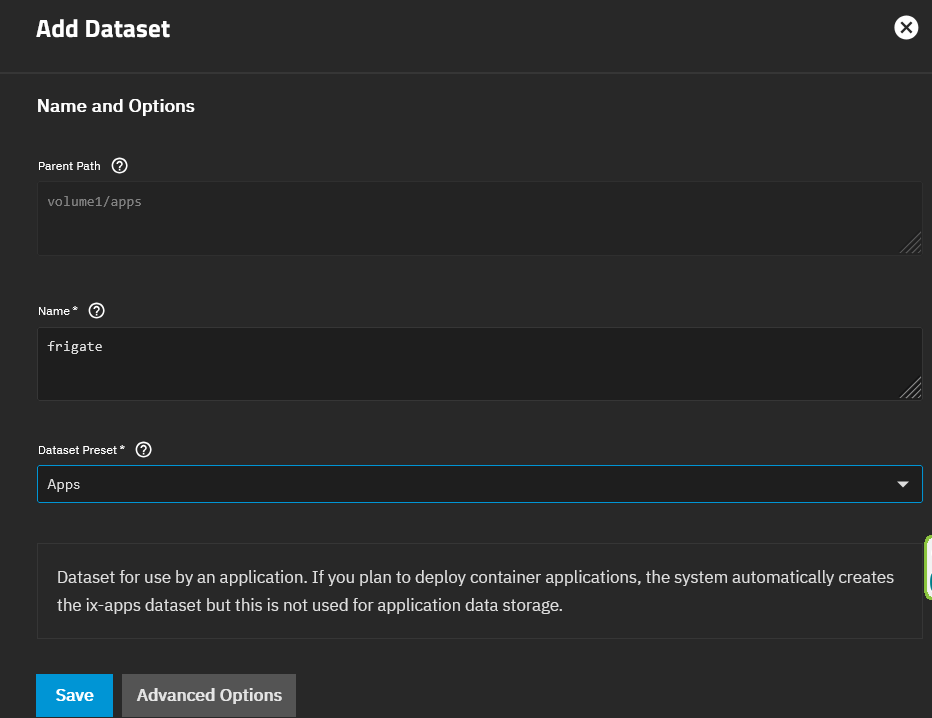 Add Dataset
Name and Options
Parent Path
volume1/apps
Name *
frigate
Dataset Preset *
Apps
Dataset for use by an application. If you plan to deploy container applications, the system automatically creates
the ix-apps dataset but this is not used for application data storage.
Save Advanced Options